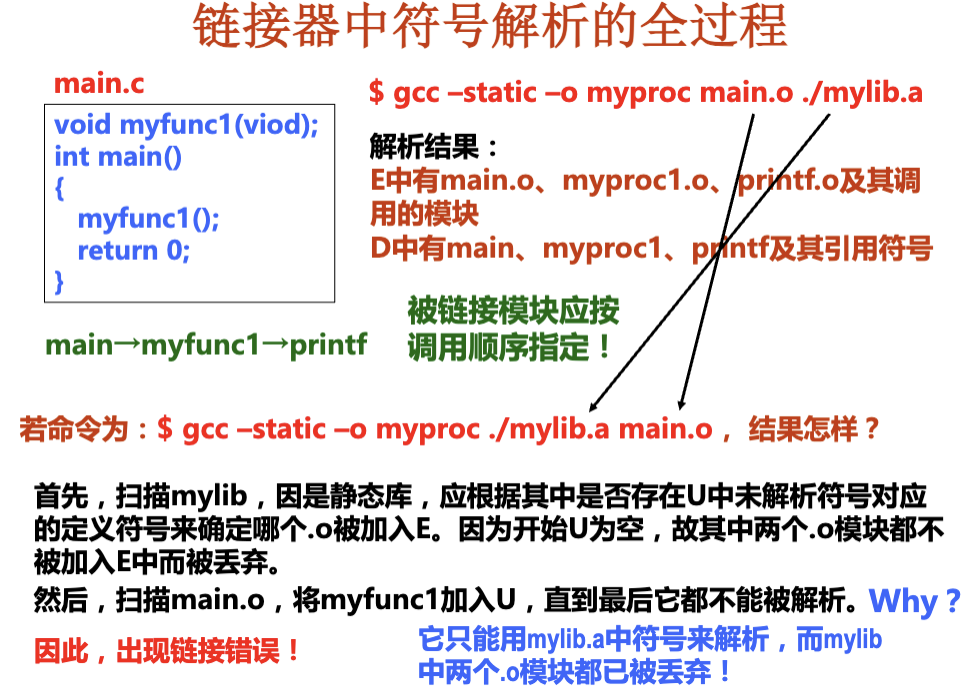 链接器中符号解析的全过程
main.c
void myfunc1(viod);
int main()
{
myfunc1();
return 0;
}
$ gcc –static –o myproc main.o ./mylib.a
解析结果：
E中有main.o、myproc1.o、printf.o及其调
用的模块
D中有main、myproc1、printf及其引用符号
被链接模块应按
调用顺序指定！
main→myfunc1→printf
若命令为：$ gcc –static –o myproc ./mylib.a main.o， 结果怎样？
首先，扫描mylib，因是静态库，应根据其中是否存在U中未解析符号对应
的定义符号来确定哪个.o被加入E。因为开始U为空，故其中两个.o模块都不
被加入E中而被丢弃。
然后，扫描main.o，将myfunc1加入U，直到最后它都不能被解析。Why？
因此，出现链接错误！
它只能用mylib.a中符号来解析，而mylib
中两个.o模块都已被丢弃！